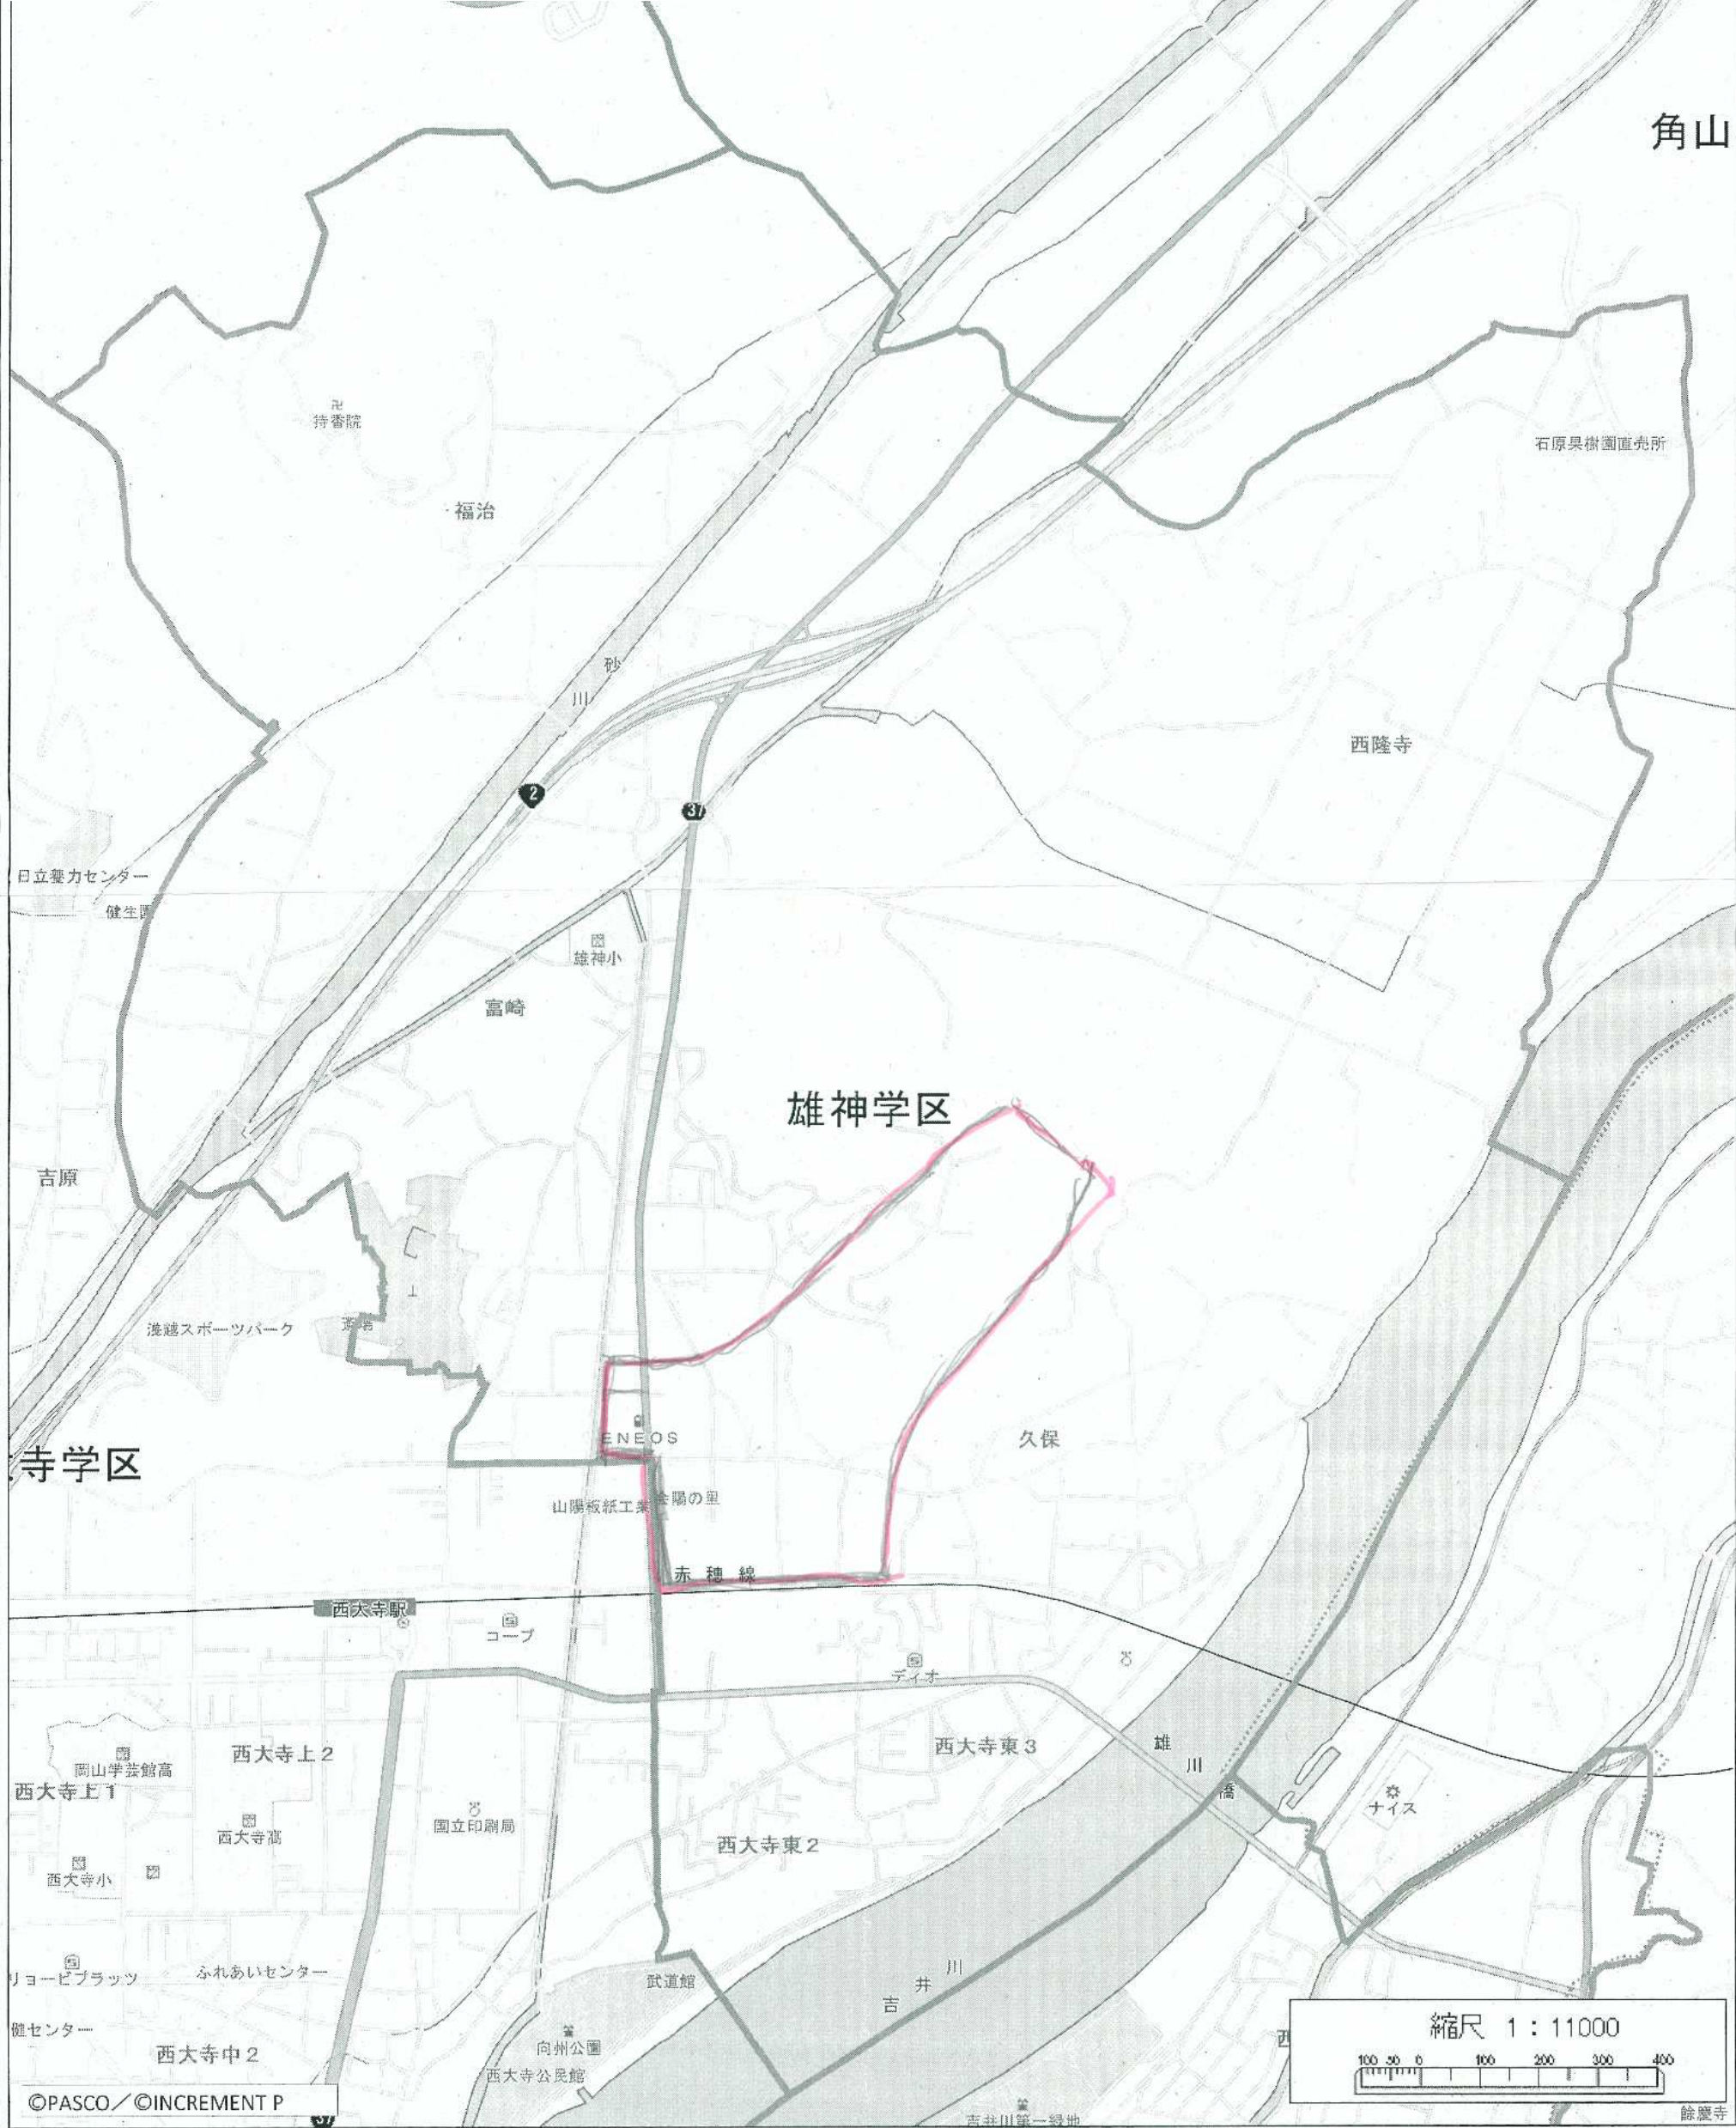 角山
持香院
石原果樹園直売所
福治
砂
川
西隆寺
2
37
日立養力センター
健生園
雄神小
富崎
雄神学区
吉原
浅越スポーツパーク
斎場
ENEOS
久保
寺学区
山陽板紙工業
金陽の里
赤穂線
西大寺駅
コープ
ディオ
雄
川
橋
西大寺東3
西大寺上2
岡山学芸館高
西大寺上1
ナイス
国立印刷局
西大寺高
西大寺東2
西大寺小
リョービプラッツ
ふれあいセンター
武道館
吉
井
川
健センター
向州公園
西大寺中2
西大寺公民館
西
縮尺 1：11000
100 50 0 100 200 300 400
©PASCO／©INCREMENT P
37
吉井川第一緑地
餘慶寺